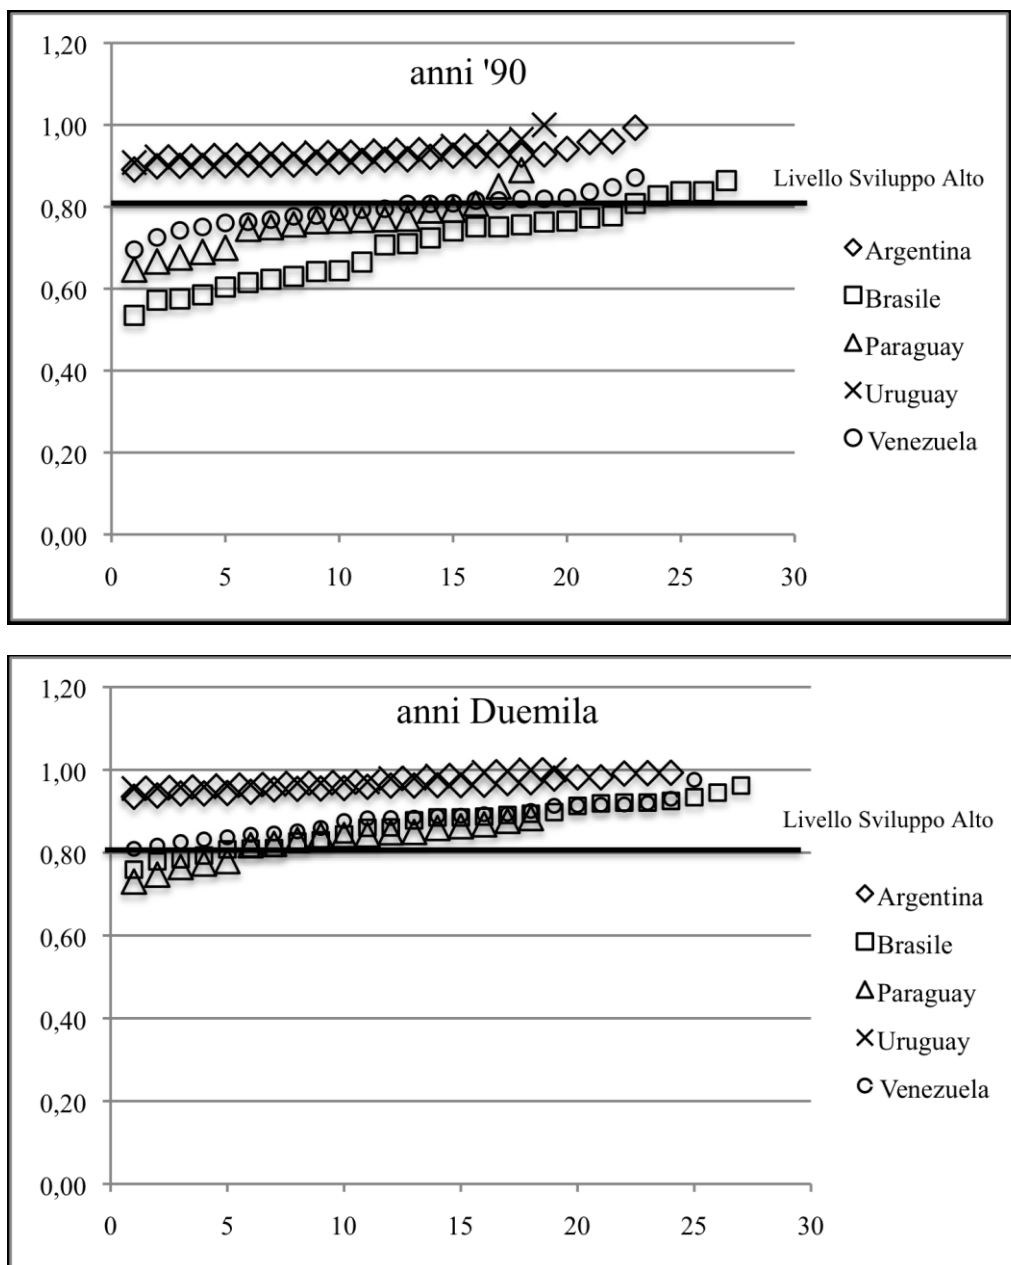 1,20
anni '90
1,00
Livello Sviluppo Alto
0,80
Argentina
0,60
Brasile
Paraguay
0,40
Uruguay
0,20
Venezuela
0,00
0 5 10 15 20 25 30
1,20
anni Duemila
1,00
Livello Sviluppo Alto
0,80
Argentina
0,60
Brasile
Paraguay
0,40
Uruguay
0,20
Venezuela
0,00
0 5 10 15 20 25 30